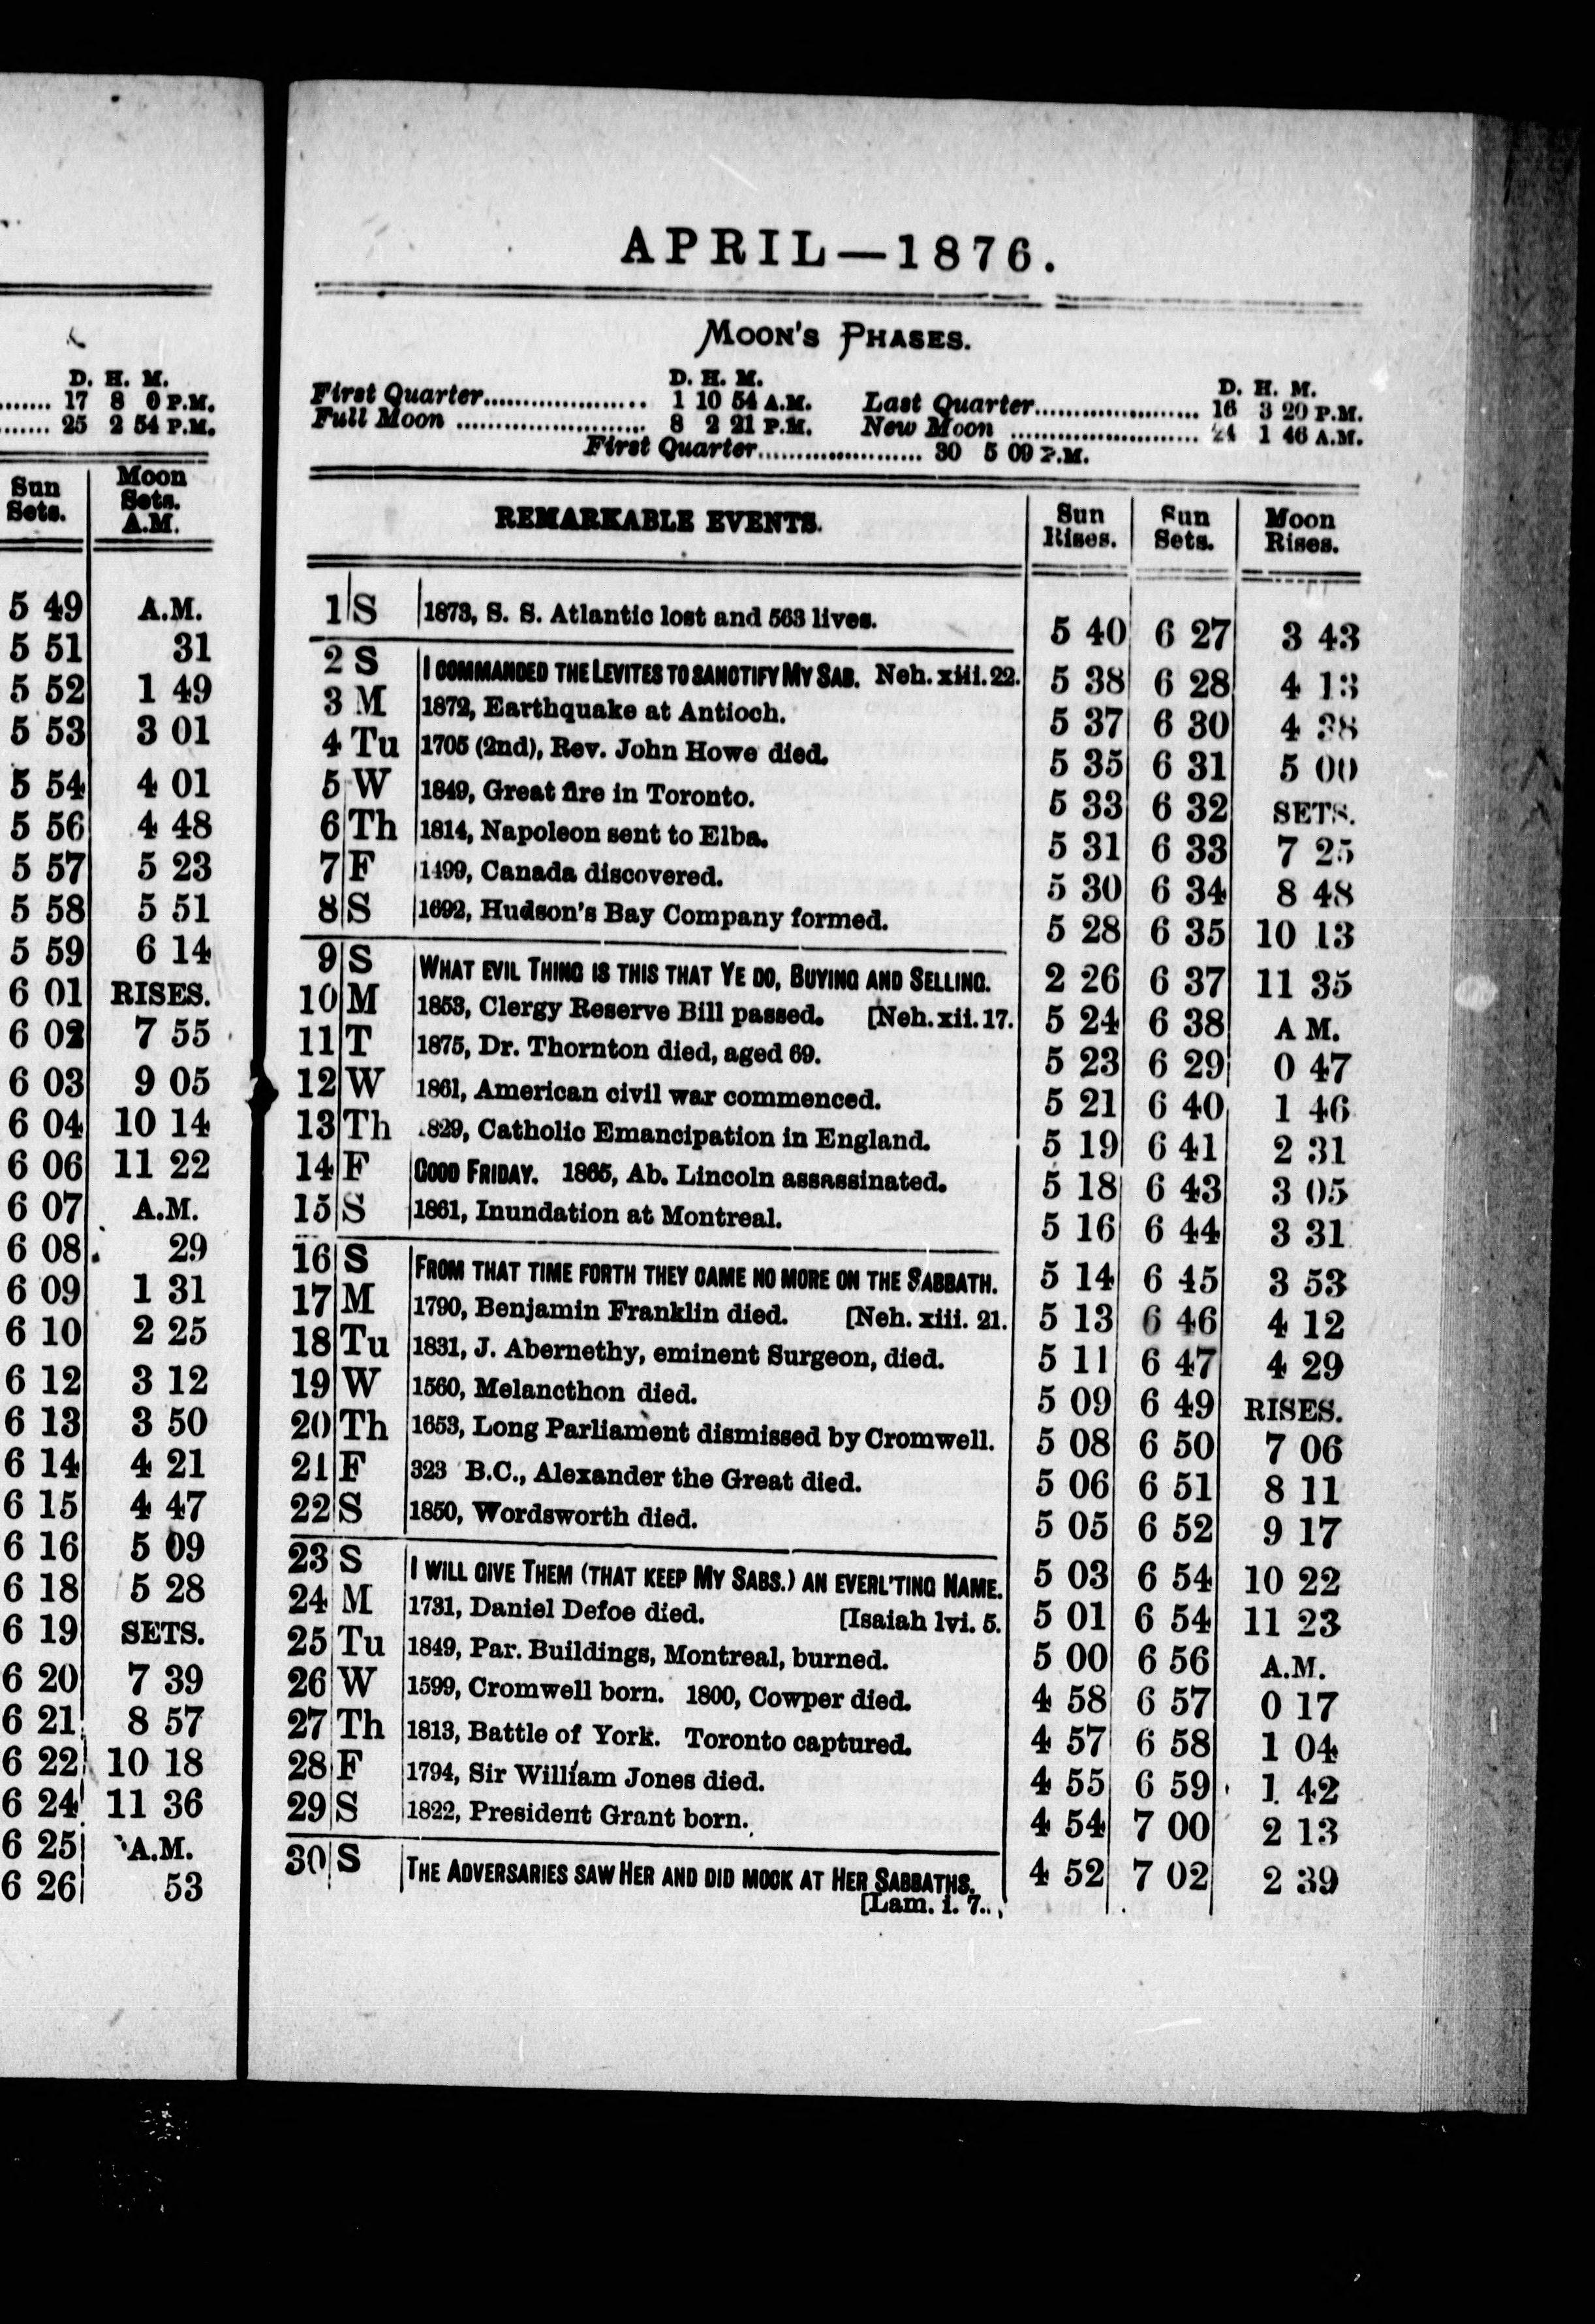 D. H. M.
17 8 0 P.M.
25 2 54 P.M.
Sun Sets. Moon Sets. A.M.
5 49 A.M.
5 51 31
5 52 1 49
5 53 3 01
5 54 4 01
5 56 4 48
5 57 5 23
5 58 5 51
5 59 6 14
6 01 RISES.
6 02 7 55
6 03 9 05
6 04 10 14
6 06 11 22
6 07 A.M.
6 08 29
6 09 1 31
6 10 2 25
6 12 3 12
6 13 3 50
6 14 4 21
6 15 4 47
6 16 5 09
6 18 5 28
6 19 SETS.
6 20 7 39
6 21 8 57
6 22 10 18
6 24 11 36
6 25 A.M.
6 26 53
APRIL—1876.
MOON'S PHASES.
D. H. M. D. H. M.
First Quarter.................... 1 10 54 A.M. Last Quarter..................... 16 3 20 P.M.
Full Moon ........................ 8 2 21 P.M. New Moon ........................ 24 1 46 A.M.
First Quarter..................... 30 5 09 P.M.
REMARKABLE EVENTS. Sun Rises. Sun Sets. Moon Rises.
1 S 1873, S. S. Atlantic lost and 563 lives. 5 40 6 27 3 43
2 S I COMMANDED THE LEVITES TO SANCTIFY MY SAB. Neh. xiii. 22. 5 38 6 28 4 13
3 M 1872, Earthquake at Antioch. 5 37 6 30 4 38
4 Tu 1705 (2nd), Rev. John Howe died. 5 35 6 31 5 00
5 W 1849, Great fire in Toronto. 5 33 6 32 SETS.
6 Th 1814, Napoleon sent to Elba. 5 31 6 33 7 25
7 F 1499, Canada discovered. 5 30 6 34 8 48
8 S 1692, Hudson's Bay Company formed. 5 28 6 35 10 13
9 S WHAT EVIL THING IS THIS THAT YE DO, BUYING AND SELLING. 2 26 6 37 11 35
10 M 1853, Clergy Reserve Bill passed. [Neh. xii. 17. 5 24 6 38 A M.
11 T 1875, Dr. Thornton died, aged 69. 5 23 6 29 0 47
12 W 1861, American civil war commenced. 5 21 6 40 1 46
13 Th 829, Catholic Emancipation in England. 5 19 6 41 2 31
14 F GOOD FRIDAY. 1865, Ab. Lincoln assassinated. 5 18 6 43 3 05
15 S 1861, Inundation at Montreal. 5 16 6 44 3 31
16 S FROM THAT TIME FORTH THEY CAME NO MORE ON THE SABBATH. 5 14 6 45 3 53
17 M 1790, Benjamin Franklin died. [Neh. xiii. 21. 5 13 6 46 4 12
18 Tu 1831, J. Abernethy, eminent Surgeon, died. 5 11 6 47 4 29
19 W 1560, Melancthon died. 5 09 6 49 RISES.
20 Th 1653, Long Parliament dismissed by Cromwell. 5 08 6 50 7 06
21 F 323 B.C., Alexander the Great died. 5 06 6 51 8 11
22 S 1850, Wordsworth died. 5 05 6 52 9 17
23 S I WILL GIVE THEM (THAT KEEP MY SABS.) AN EVERL'TING NAME. 5 03 6 54 10 22
24 M 1731, Daniel Defoe died. [Isaiah lvi. 5. 5 01 6 54 11 23
25 Tu 1849, Par. Buildings, Montreal, burned. 5 00 6 56 A.M.
26 W 1599, Cromwell born. 1800, Cowper died. 4 58 6 57 0 17
27 Th 1813, Battle of York. Toronto captured. 4 57 6 58 1 04
28 F 1794, Sir William Jones died. 4 55 6 59 1 42
29 S 1822, President Grant born. 4 54 7 00 2 13
30 S THE ADVERSARIES SAW HER AND DID MOCK AT HER SABBATHS. 4 52 7 02 2 39
[Lam. i. 7.